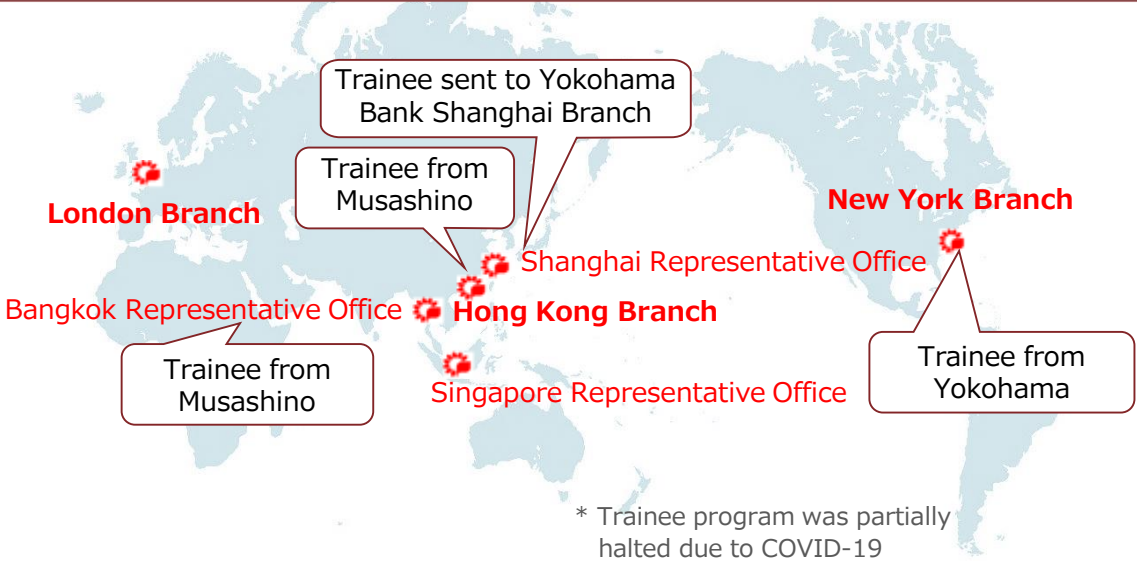 Trainee sent to Yokohama
Bank Shanghai Branch
Trainee from
Musashino
London Branch
New York Branch
Shanghai Representative Office
Bangkok Representative Office
Hong Kong Branch
Trainee from
Musashino
Singapore Representative Office
Trainee from
Yokohama
* Trainee program was partially
halted due to COVID-19